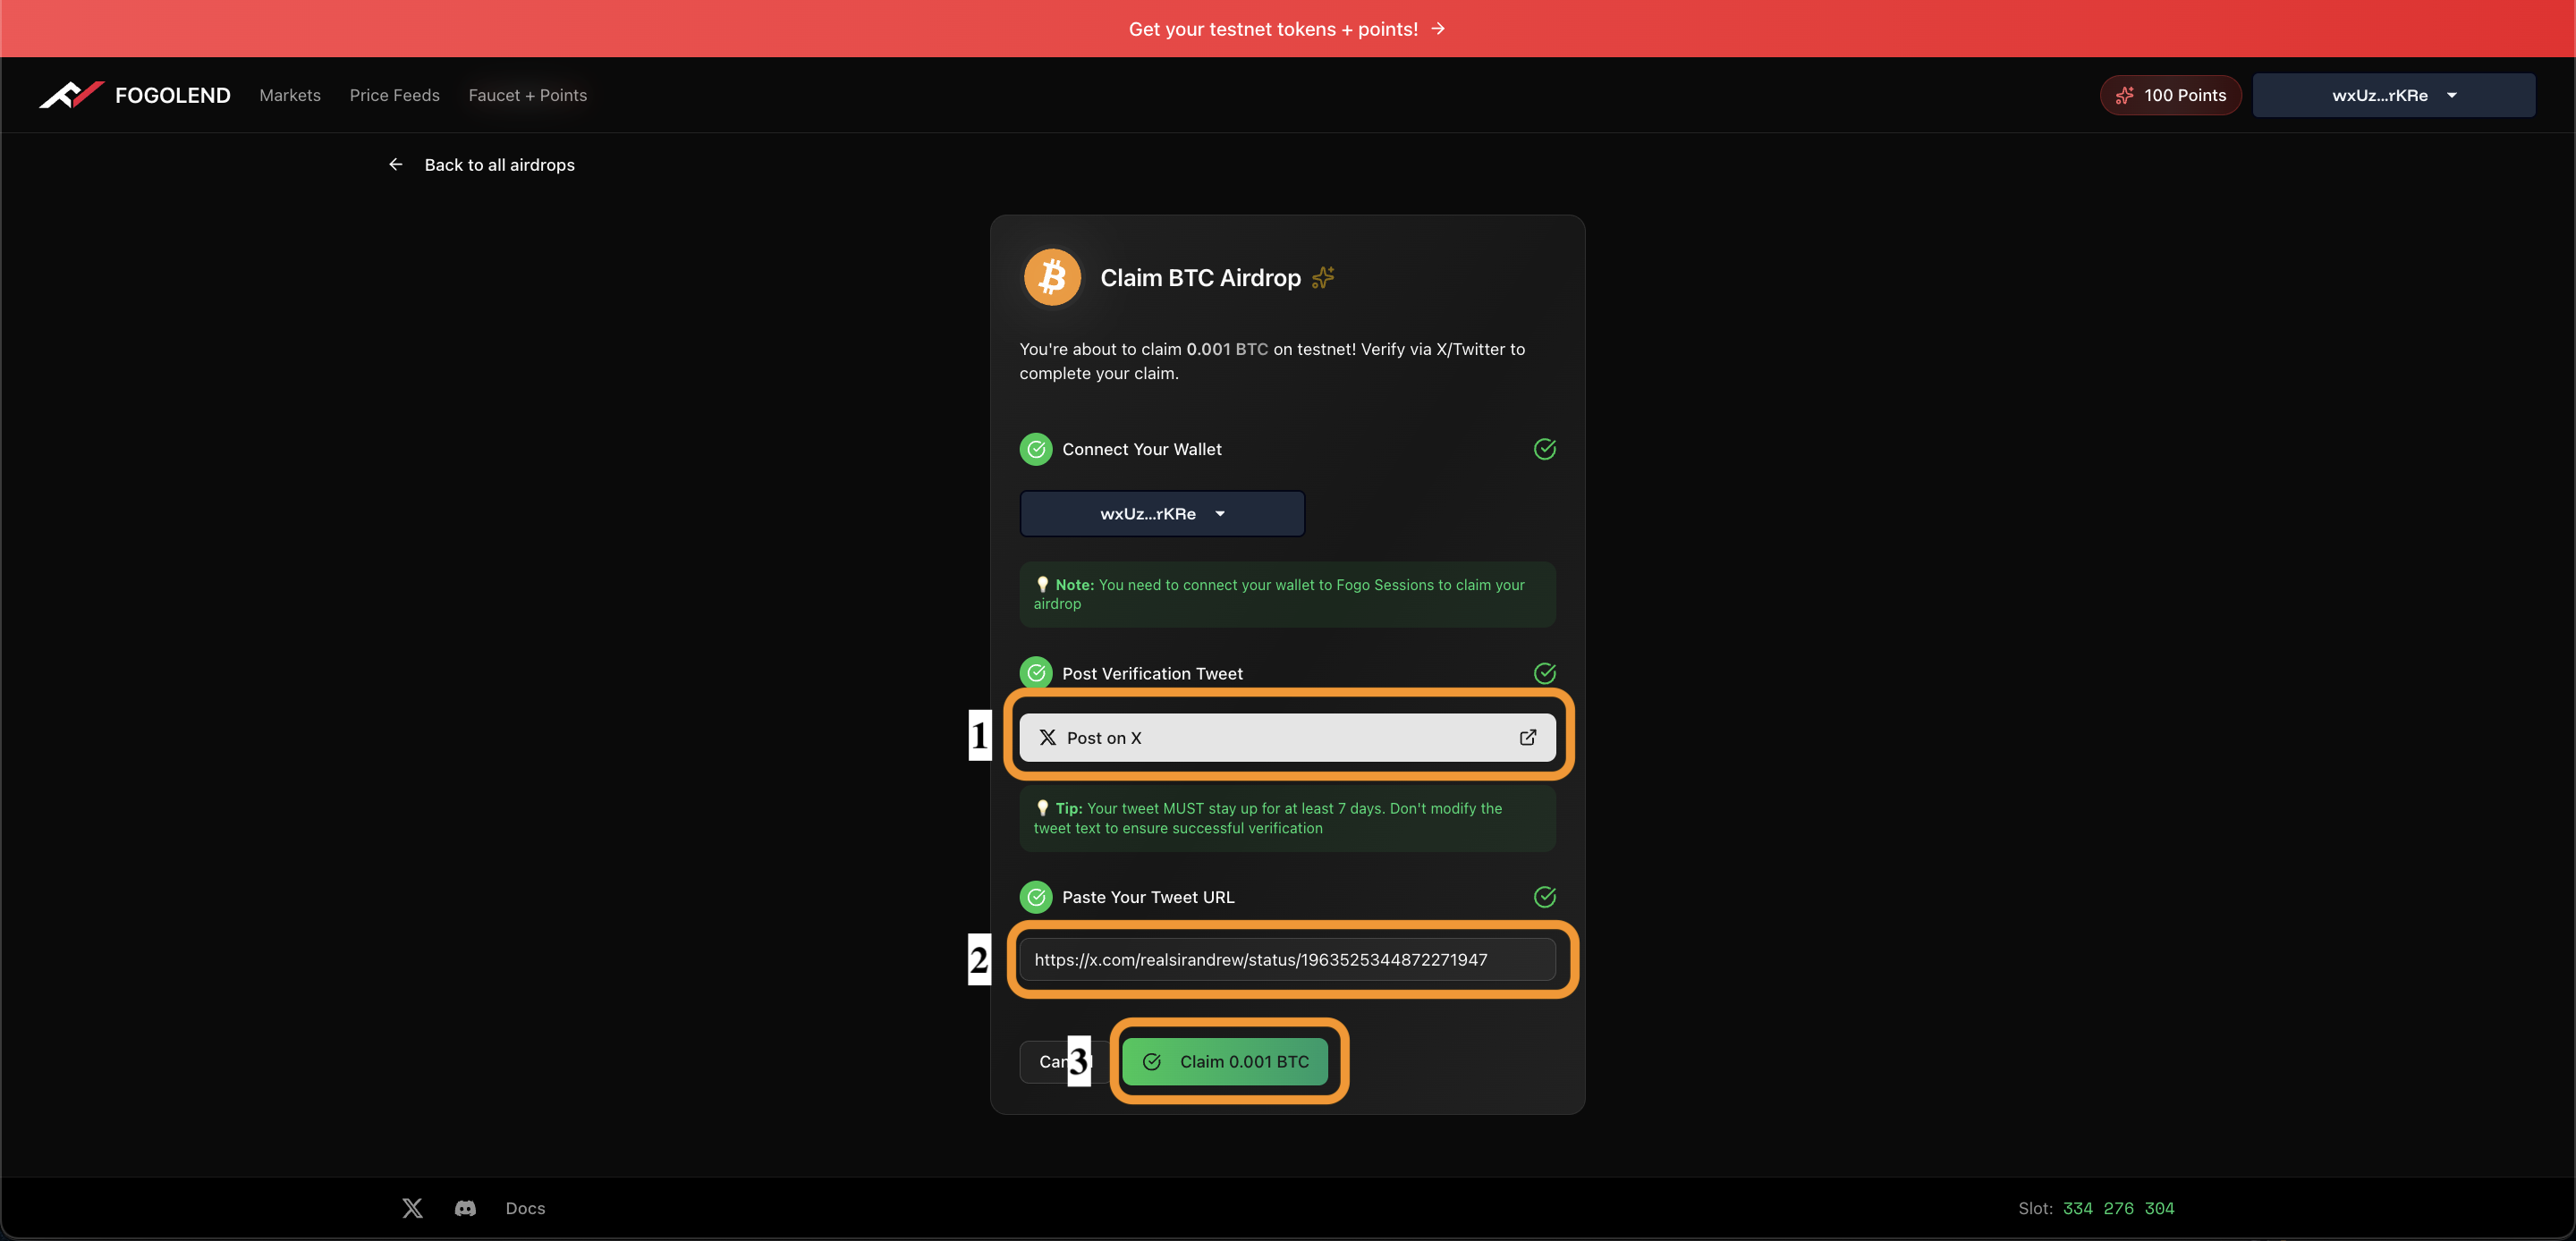 Get your testnet tokens + points! →
FOGOLEND Markets Price Feeds Faucet + Points 100 Points wxUz...rKRe
← Back to all airdrops
Claim BTC Airdrop
You're about to claim 0.001 BTC on testnet! Verify via X/Twitter to
complete your claim.
Connect Your Wallet
wxUz...rKRe
💡 Note: You need to connect your wallet to Fogo Sessions to claim your
airdrop
Post Verification Tweet
1
Post on X
💡 Tip: Your tweet MUST stay up for at least 7 days. Don't modify the
tweet text to ensure successful verification
Paste Your Tweet URL
2
https://x.com/realsirandrew/status/1963525344872271947
3
Claim 0.001 BTC
Docs
Slot: 334 276 304